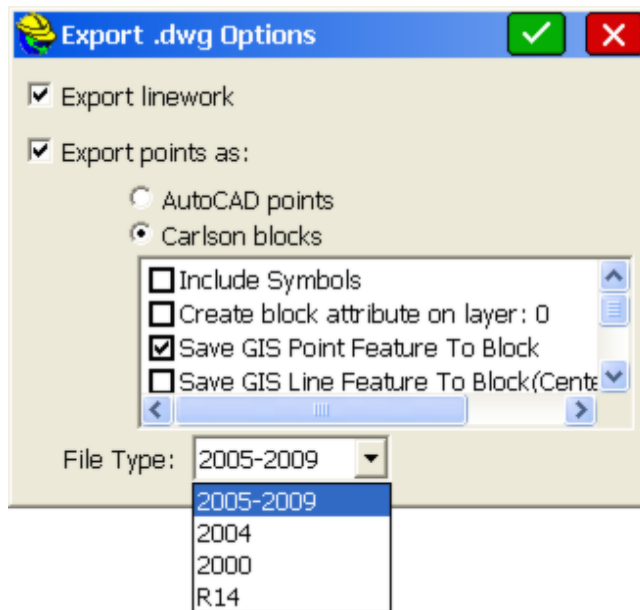 Export .dwg Options
Export linework
Export points as:
AutoCAD points
Carlson blocks
Include Symbols
Create block attribute on layer: 0
Save GIS Point Feature To Block
Save GIS Line Feature To Block(Cente
File Type: 2005-2009
2005-2009
2004
2000
R14